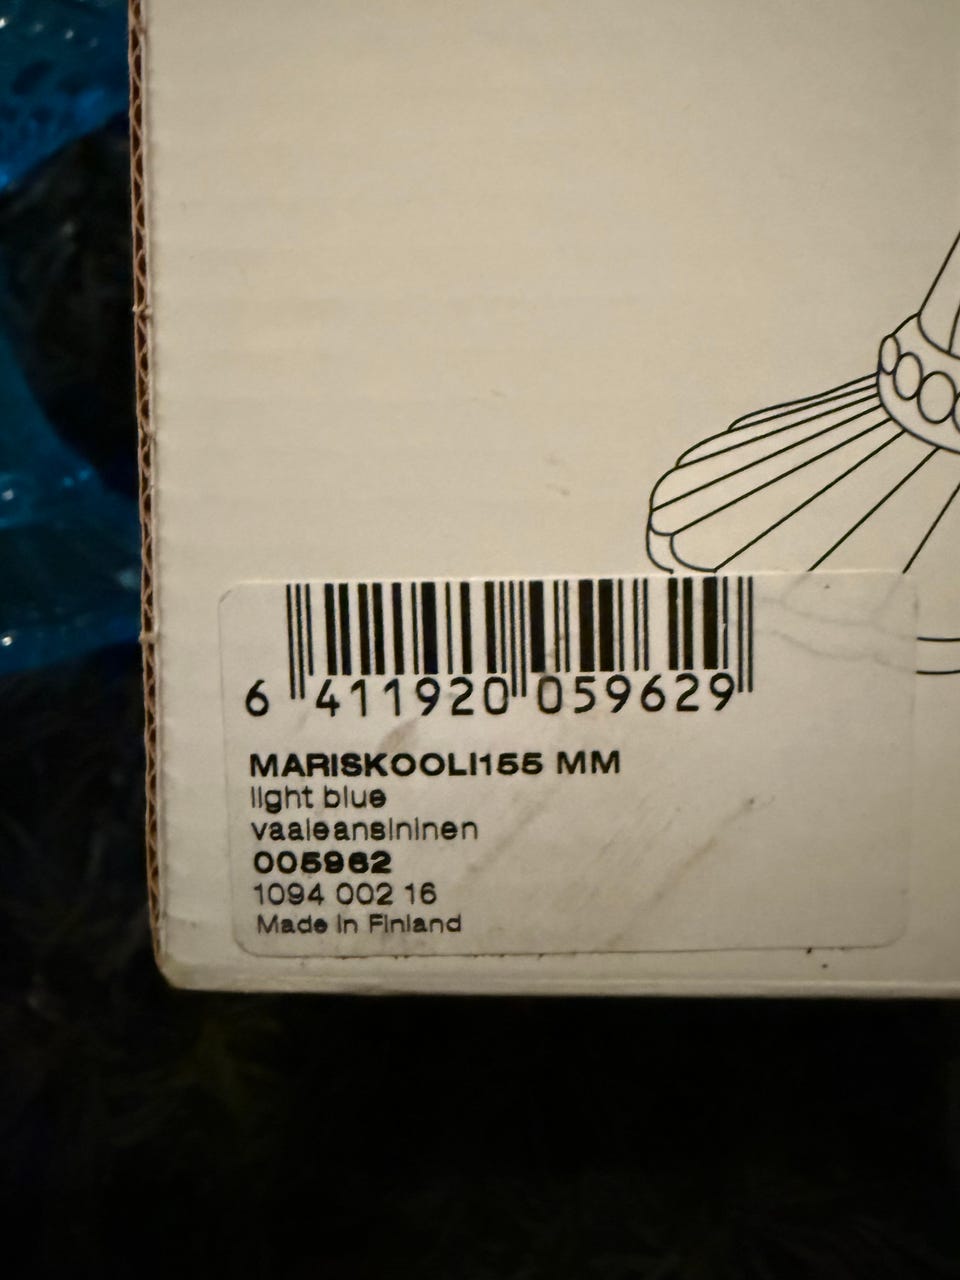 6 411920 059629
MARISKOOLI155 MM
light blue
vaaleansininen
005962
1094 002 16
Made in Finland